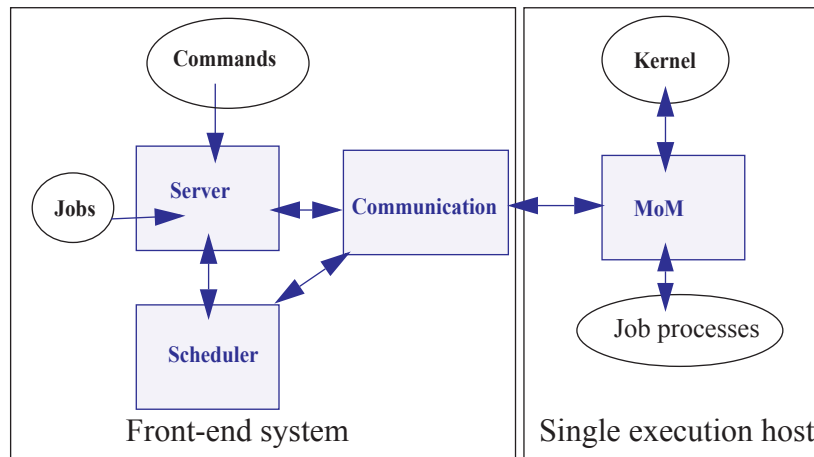 Commands
Kernel
Server
Jobs
Communication
MoM
Scheduler
Job processes
Front-end system
Single execution host